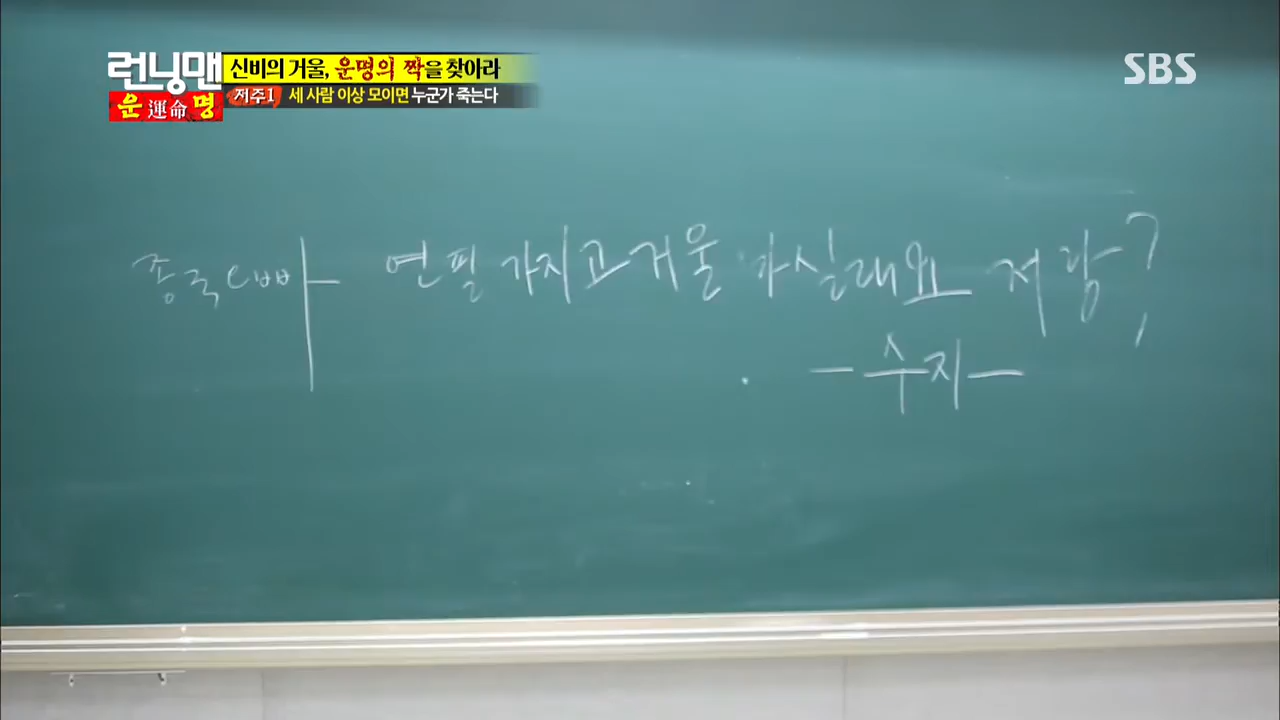 런닝맨 신비의 거울, 운명의 짝을 찾아라
운 運命 명 저주1 세 사람 이상 모이면 누군가 죽는다
SBS
종국오빠 연필 가지고 거울 가실래요 저랑?
-수지-